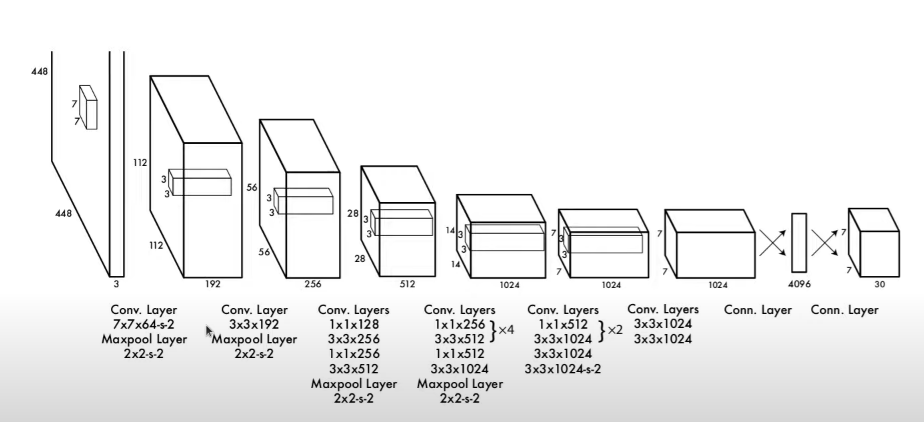 448
7
7
448
3
112
3
3
112
192
56
3
3
56
256
28
3
3
28
512
14
3
3
14
1024
7
3
3
7
1024
7
7
1024
4096
7
7
30
Conv. Layer
7x7x64-s-2
Maxpool Layer
2x2-s-2
Conv. Layer
3x3x192
Maxpool Layer
2x2-s-2
Conv. Layers
1x1x128
3x3x256
1x1x256
3x3x512
Maxpool Layer
2x2-s-2
Conv. Layers
1x1x256
3x3x512 } ×4
1x1x512
3x3x1024
Maxpool Layer
2x2-s-2
Conv. Layers
1x1x512
3x3x1024 } ×2
3x3x1024
3x3x1024-s-2
Conv. Layers
3x3x1024
3x3x1024
Conn. Layer
Conn. Layer